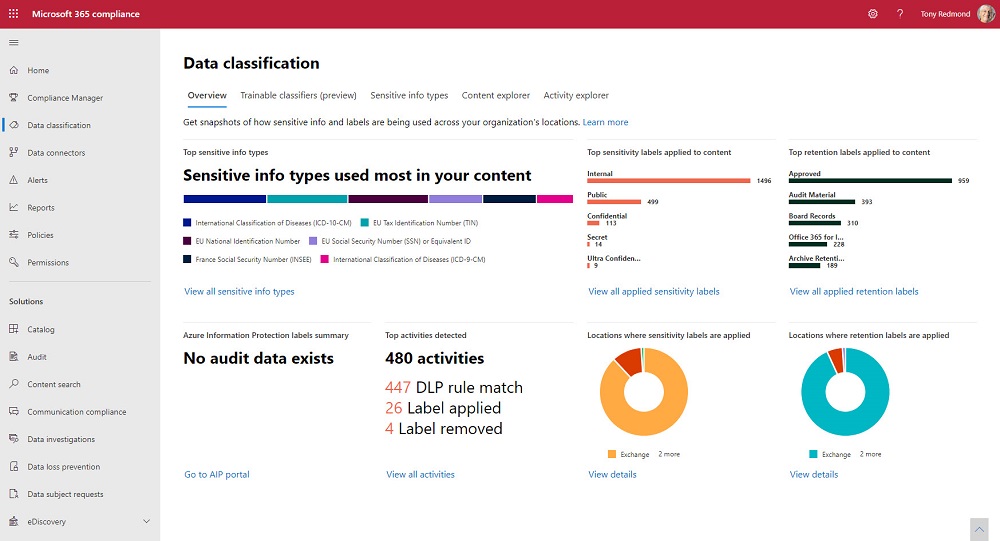 Microsoft 365 compliance
Tony Redmond
Home
Compliance Manager
Data classification
Data connectors
Alerts
Reports
Policies
Permissions
Solutions
Catalog
Audit
Content search
Communication compliance
Data investigations
Data loss prevention
Data subject requests
eDiscovery
Data classification
Overview Trainable classifiers (preview) Sensitive info types Content explorer Activity explorer
Get snapshots of how sensitive info and labels are being used across your organization's locations. Learn more
Top sensitive info types
Sensitive info types used most in your content
International Classification of Diseases (ICD-10-CM) EU Tax Identification Number (TIN)
EU National Identification Number EU Social Security Number (SSN) or Equivalent ID
France Social Security Number (INSEE) International Classification of Diseases (ICD-9-CM)
View all sensitive info types
Top sensitivity labels applied to content
Internal
1496
Public
499
Confidential
113
Secret
14
Ultra Confiden...
9
View all applied sensitivity labels
Top retention labels applied to content
Approved
959
Audit Material
393
Board Records
310
Office 365 for I...
228
Archive Retenti...
189
View all applied retention labels
Azure Information Protection labels summary
No audit data exists
Go to AIP portal
Top activities detected
480 activities
447 DLP rule match
26 Label applied
4 Label removed
View all activities
Locations where sensitivity labels are applied
Exchange 2 more
View details
Locations where retention labels are applied
Exchange 2 more
View details